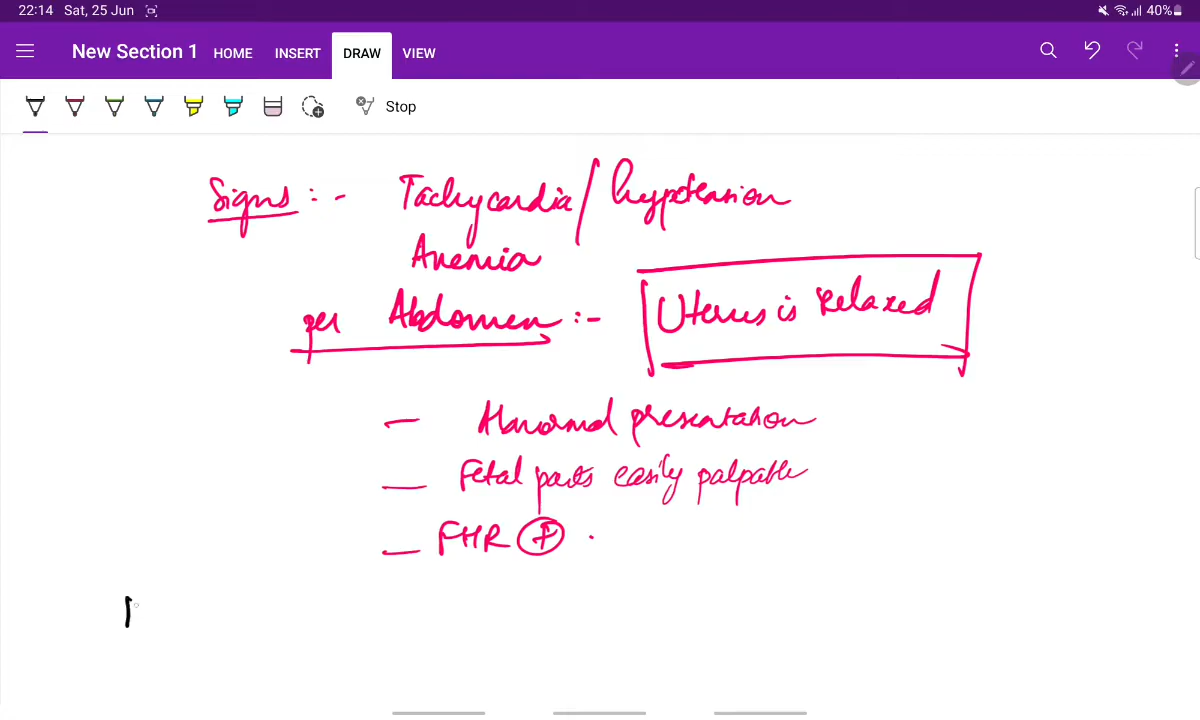 22:14 Sat, 25 Jun 40%
New Section 1 HOME INSERT DRAW VIEW
Stop
Signs :- Tachycardia / hypotension
Anemia
per Abdomen :- Uterus is Relaxed
— Abnormal presentation
— Fetal parts easily palpable
— FHR + .